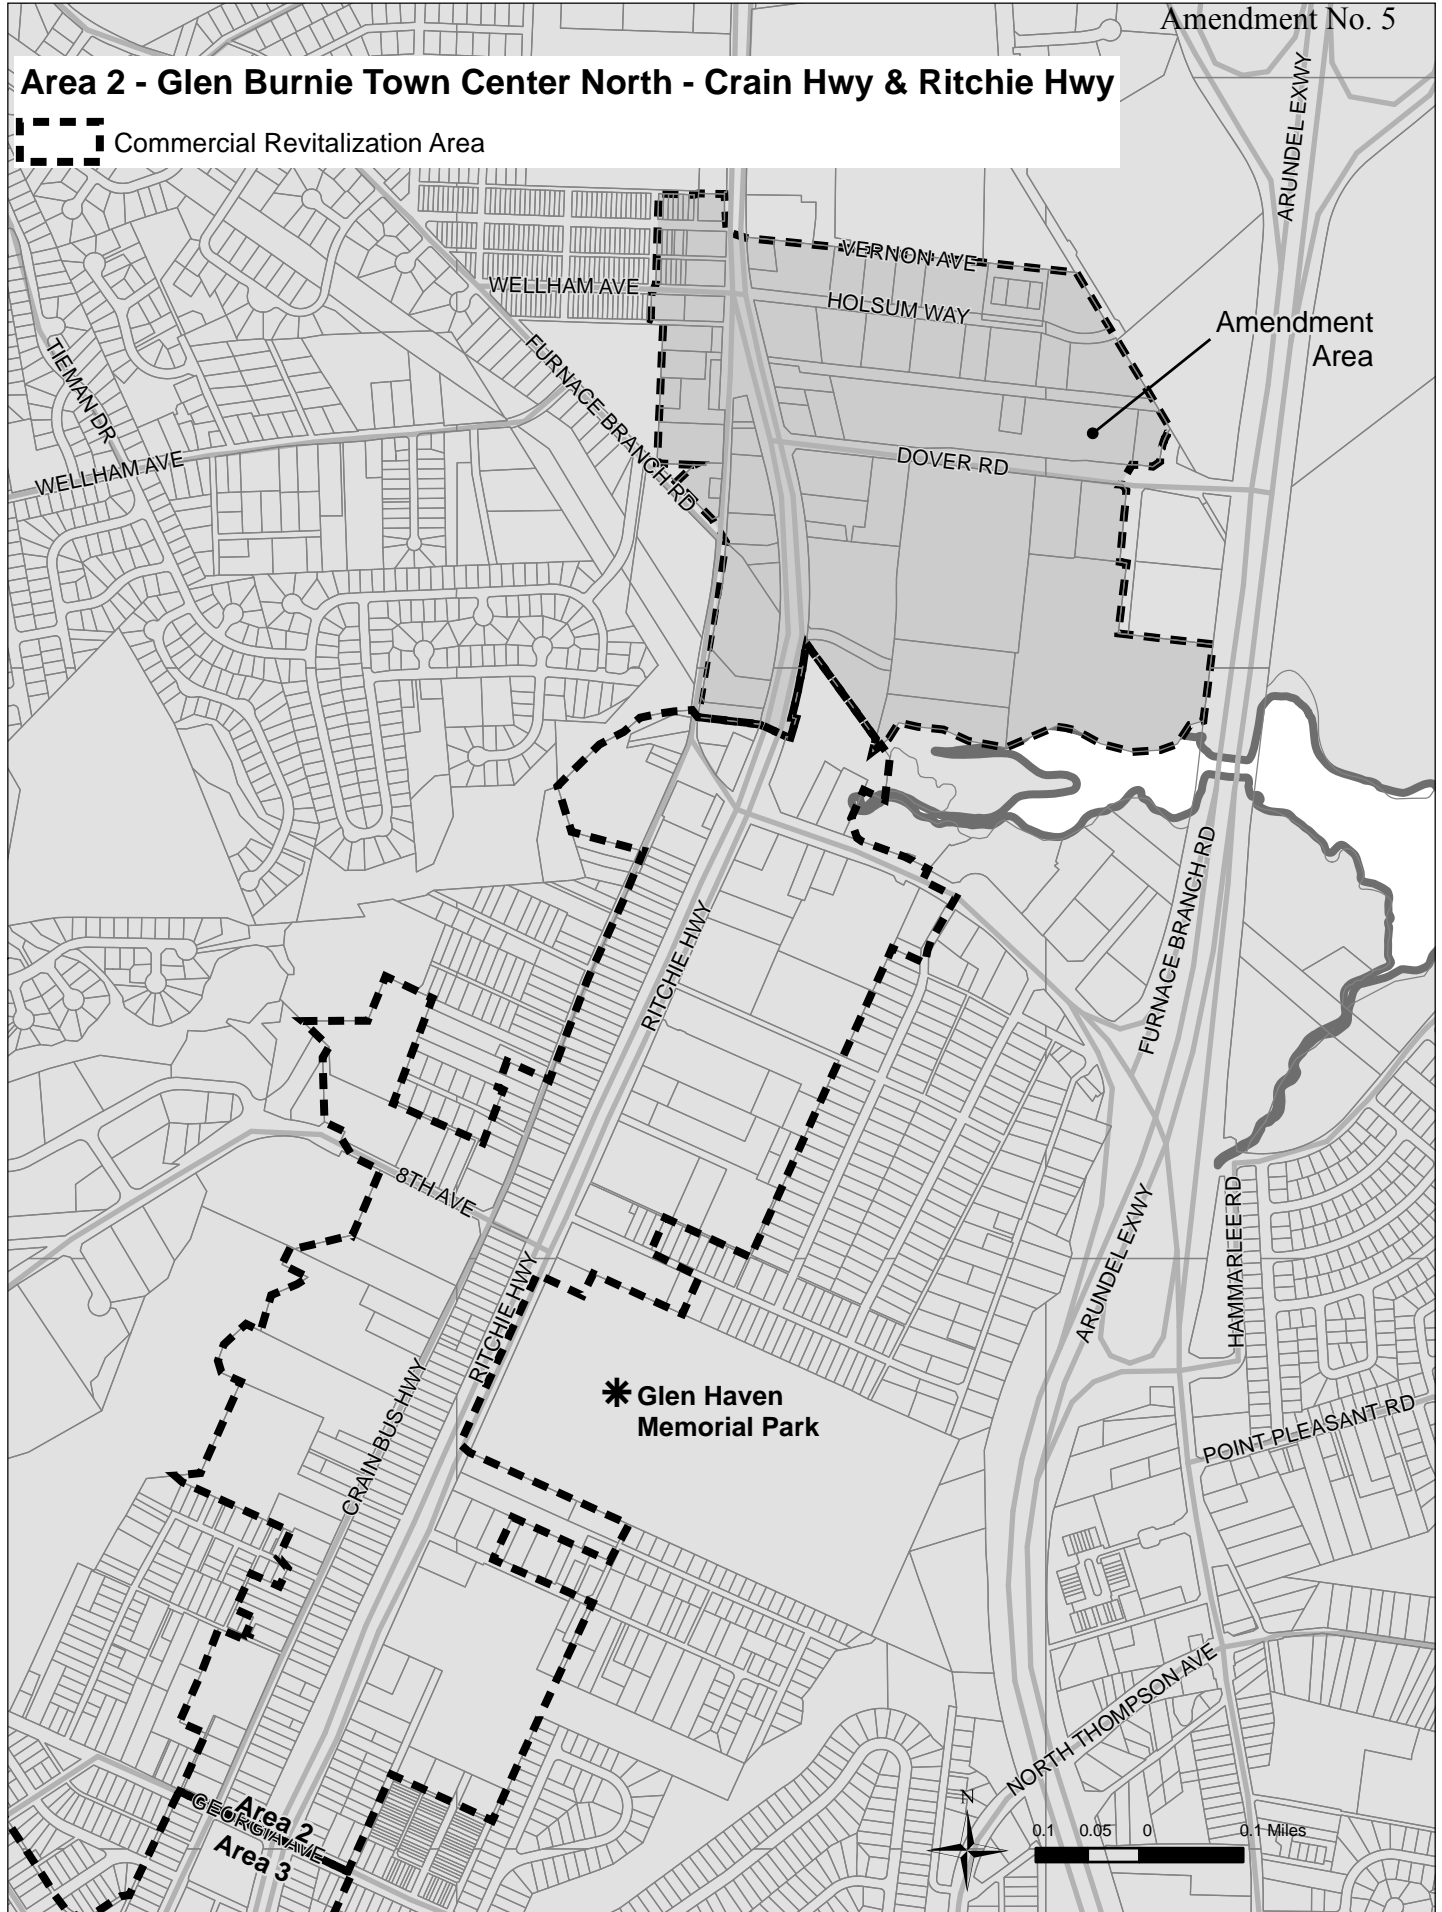 Amendment No. 5
Area 2 - Glen Burnie Town Center North - Crain Hwy & Ritchie Hwy
Commercial Revitalization Area
ARUNDEL EXWY
VERNON AVE
WELLHAM AVE
HOLSUM WAY
Amendment
Area
FURNACE BRANCH RD
TIEMAN DR
WELLHAM AVE
DOVER RD
FURNACE BRANCH RD
RITCHIE HWY
8TH AVE
HAMMARLEE RD
ARUNDEL EXWY
RITCHIE HWY
CRAIN BUS HWY
Glen Haven
Memorial Park
POINT PLEASANT RD
NORTH THOMPSON AVE
N
0.1 0.05 0 0.1 Miles
Area 2
GEORGIA AVE
Area 3